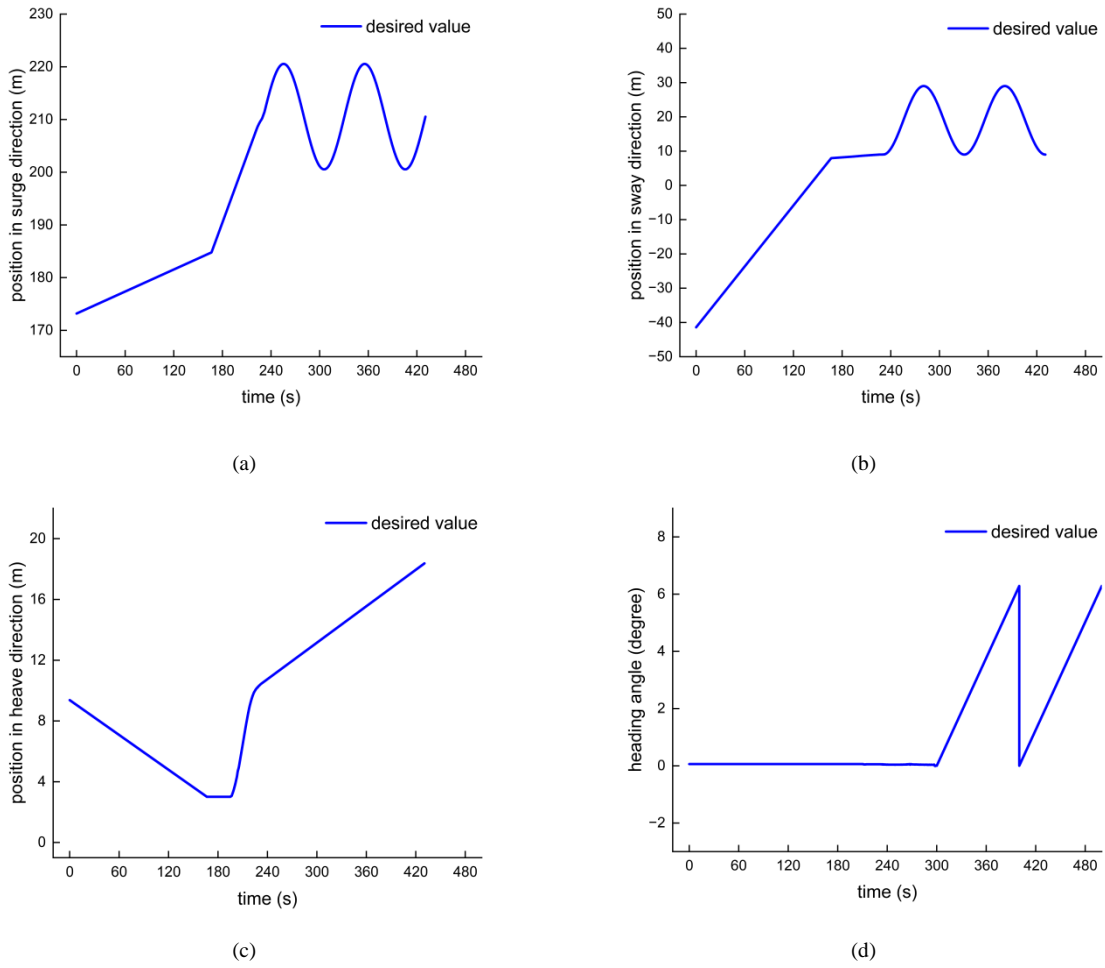 230
220
210
200
190
180
170
position in surge direction (m)
desired value
0 60 120 180 240 300 360 420 480
time (s)
(a)
50
40
30
20
10
0
−10
−20
−30
−40
−50
position in sway direction (m)
desired value
0 60 120 180 240 300 360 420 480
time (s)
(b)
20
16
12
8
4
0
position in heave direction (m)
desired value
0 60 120 180 240 300 360 420 480
time (s)
(c)
8
6
4
2
0
−2
heading angle (degree)
desired value
0 60 120 180 240 300 360 420 480
time (s)
(d)